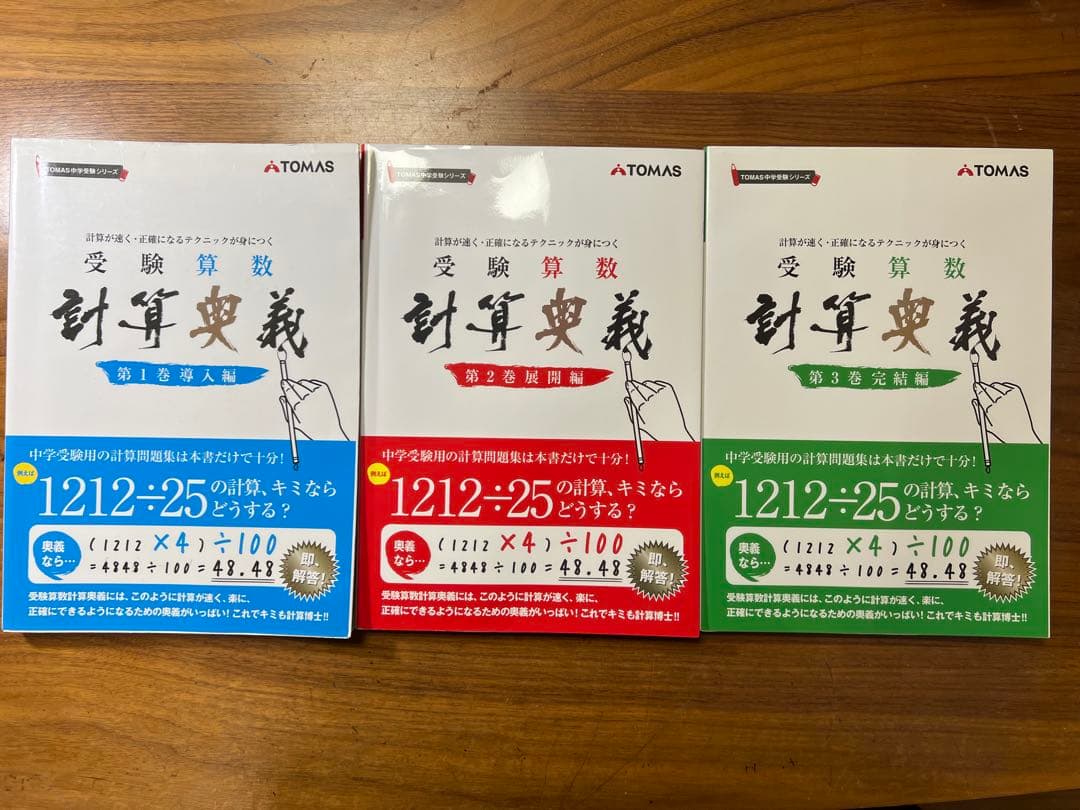 TOMAS中学受験シリーズ
TOMAS
計算が速く・正確になるテクニックが身につく
受験算数
計算奥義
第1巻導入編
中学受験用の計算問題集は本書だけで十分!
例えば
1212÷25の計算、キミなら
どうする?
奥義
なら…
(1212 ×4) ÷100
=4848÷100=48.48
即、
解答!
受験算数計算奥義には、このように計算が速く、楽に、
正確にできるようになるための奥義がいっぱい!これでキミも計算博士!!
TOMAS中学受験シリーズ
TOMAS
計算が速く・正確になるテクニックが身につく
受験算数
計算奥義
第2巻展開編
中学受験用の計算問題集は本書だけで十分!
例えば
1212÷25の計算、キミなら
どうする?
奥義
なら…
(1212 ×4) ÷100
=4848÷100=48.48
即、
解答!
受験算数計算奥義には、このように計算が速く、楽に、
正確にできるようになるための奥義がいっぱい!これでキミも計算博士!!
TOMAS中学受験シリーズ
TOMAS
計算が速く・正確になるテクニックが身につく
受験算数
計算奥義
第3巻完結編
中学受験用の計算問題集は本書だけで十分!
例えば
1212÷25の計算、キミなら
どうする?
奥義
なら…
(1212 ×4) ÷100
=4848÷100=48.48
即、
解答!
受験算数計算奥義には、このように計算が速く、楽に、
正確にできるようになるための奥義がいっぱい!これでキミも計算博士!!